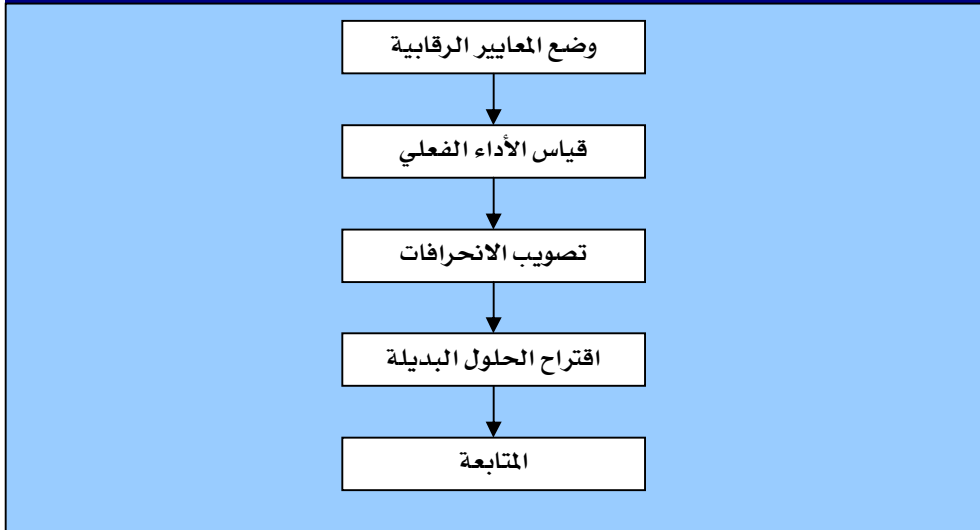 وضع المعايير الرقابية
قياس الأداء الفعلي
تصويب الانحرافات
اقتراح الحلول البديلة
المتابعة